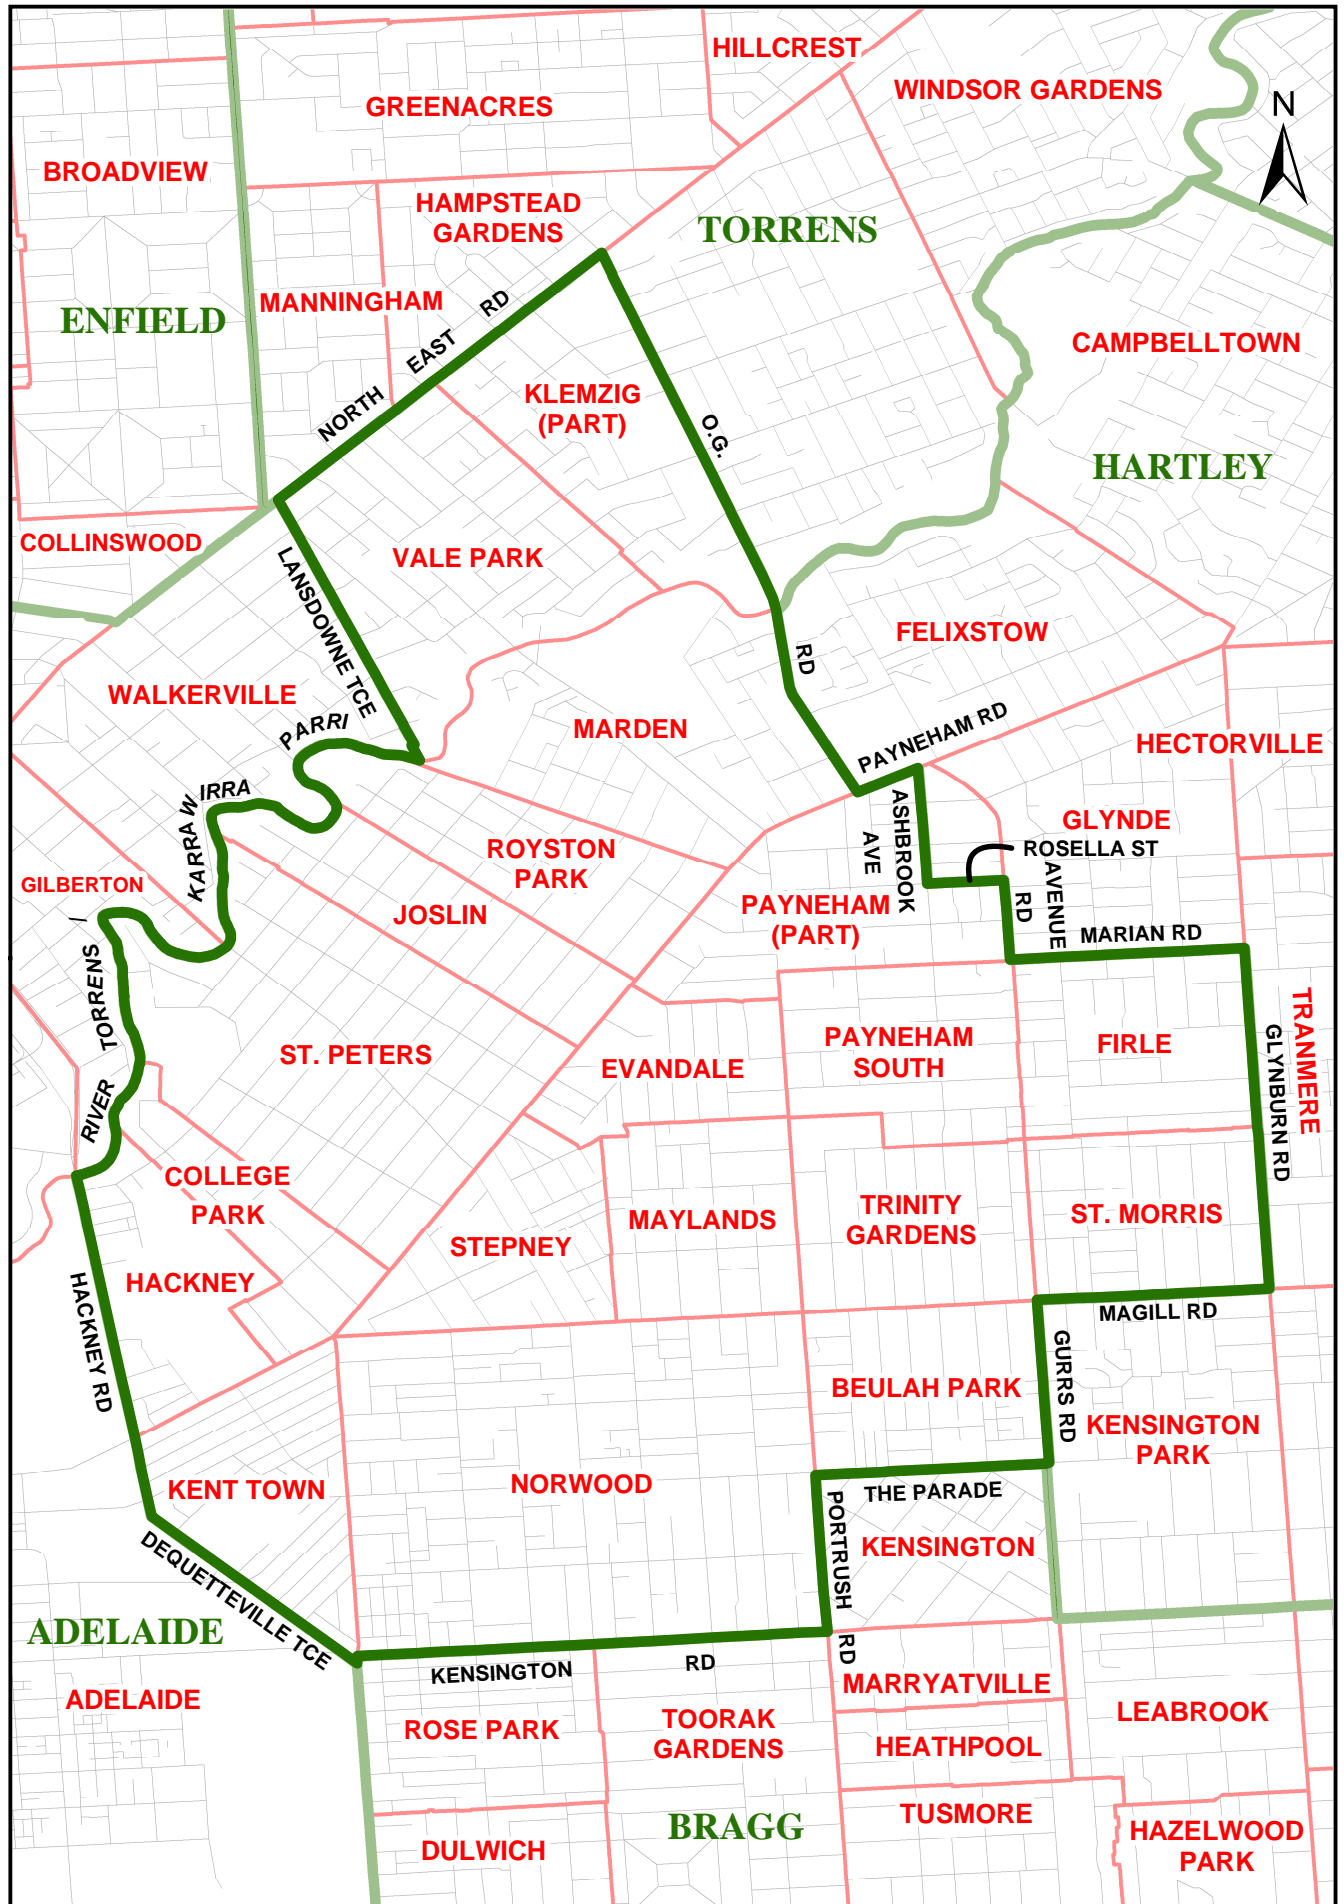 HILLCREST
WINDSOR GARDENS
GREENACRES
N
BROADVIEW
HAMPSTEAD
GARDENS
TORRENS
MANNINGHAM
ENFIELD
NORTH EAST RD
CAMPBELLTOWN
KLEMZIG
(PART)
O.G.
RD
HARTLEY
COLLINSWOOD
VALE PARK
LANSDOWNE TCE
FELIXSTOW
WALKERVILLE
MARDEN
PAYNEHAM RD
HECTORVILLE
RIVER TORRENS / KARRAWIRRA PARRI
ASHBROOK
AVE
GLYNDE
ROSELLA ST
ROYSTON
PARK
GILBERTON
JOSLIN
PAYNEHAM
(PART)
AVENUE
RD
MARIAN RD
TRANMERE
GLYNBURN RD
ST. PETERS
EVANDALE
PAYNEHAM
SOUTH
FIRLE
COLLEGE
PARK
MAYLANDS
TRINITY
GARDENS
ST. MORRIS
STEPNEY
HACKNEY
HACKNEY RD
MAGILL RD
GURRS RD
BEULAH PARK
KENSINGTON
PARK
KENT TOWN
NORWOOD
THE PARADE
PORTRUSH
RD
KENSINGTON
DEQUETTEVILLE TCE
ADELAIDE
KENSINGTON RD
MARRYATVILLE
ADELAIDE
ROSE PARK
TOORAK
GARDENS
LEABROOK
HEATHPOOL
TUSMORE
BRAGG
DULWICH
HAZELWOOD
PARK